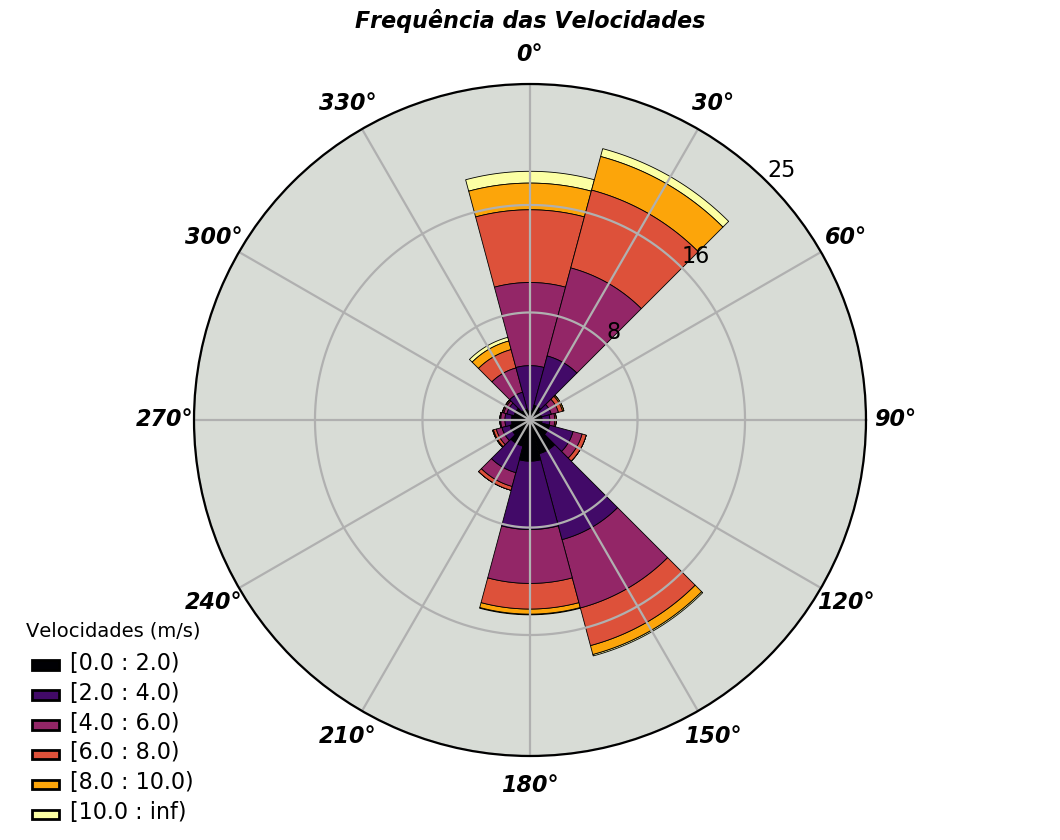 Frequência das Velocidades
0°
330°
30°
25
300°
60°
16
8
270°
90°
240°
120°
210°
150°
180°
Velocidades (m/s)
[0.0 : 2.0)
[2.0 : 4.0)
[4.0 : 6.0)
[6.0 : 8.0)
[8.0 : 10.0)
[10.0 : inf)